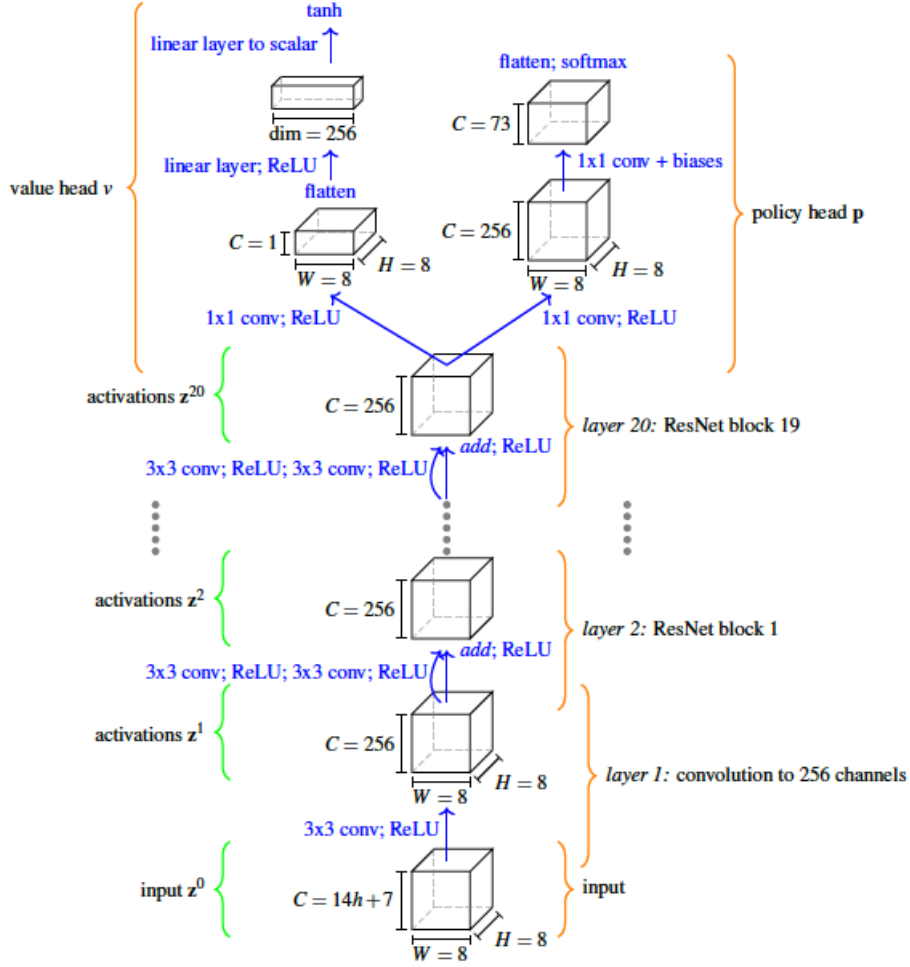 tanh
linear layer to scalar
flatten; softmax
C = 73
dim = 256
linear layer; ReLU
1x1 conv + biases
value head v
flatten
policy head p
C = 1
C = 256
H = 8
H = 8
W = 8
W = 8
1x1 conv; ReLU
1x1 conv; ReLU
activations z²⁰
C = 256
layer 20: ResNet block 19
add; ReLU
3x3 conv; ReLU; 3x3 conv; ReLU
activations z²
C = 256
layer 2: ResNet block 1
add; ReLU
3x3 conv; ReLU; 3x3 conv; ReLU
activations z¹
C = 256
layer 1: convolution to 256 channels
H = 8
W = 8
3x3 conv; ReLU
input z⁰
C = 14h+7
input
H = 8
W = 8